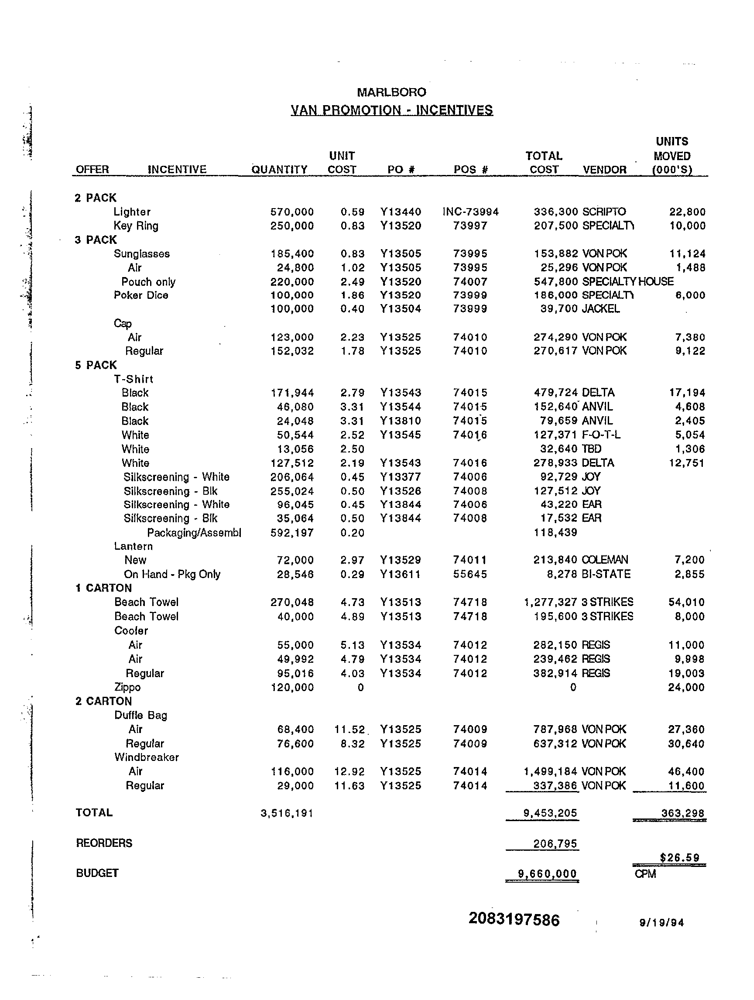 MARLBORO
VAN PROMOTION - INCENTIVES
UNITS
UNIT TOTAL MOVED
OFFER INCENTIVE QUANTITY COST PO # POS # COST VENDOR (000'S)
2 PACK
Lighter 570,000 0.59 Y13440 INC-73994 336,300 SCRIPTO 22,800
Key Ring 250,000 0.83 Y13520 73997 207,500 SPECIALTY 10,000
3 PACK
Sunglasses 185,400 0.83 Y13505 73995 153,882 VON POK 11,124
Air 24,800 1.02 Y13505 73995 25,296 VON POK 1,488
Pouch only 220,000 2.49 Y13520 74007 547,800 SPECIALTY HOUSE
Poker Dice 100,000 1.86 Y13520 73999 186,000 SPECIALTY 6,000
100,000 0.40 Y13504 73999 39,700 JACKEL
Cap
Air 123,000 2.23 Y13525 74010 274,290 VON POK 7,380
Regular 152,032 1.78 Y13525 74010 270,617 VON POK 9,122
5 PACK
T-Shirt
Black 171,944 2.79 Y13543 74015 479,724 DELTA 17,194
Black 46,080 3.31 Y13544 74015 152,640 ANVIL 4,608
Black 24,048 3.31 Y13810 74015 79,659 ANVIL 2,405
White 50,544 2.52 Y13545 74016 127,371 F-O-T-L 5,054
White 13,056 2.50 32,640 TBD 1,306
White 127,512 2.19 Y13543 74016 278,933 DELTA 12,751
Silkscreening - White 206,064 0.45 Y13377 74006 92,729 JOY
Silkscreening - Blk 255,024 0.50 Y13526 74008 127,512 JOY
Silkscreening - White 96,045 0.45 Y13844 74006 43,220 EAR
Silkscreening - Blk 35,064 0.50 Y13844 74008 17,532 EAR
Packaging/Assembl 592,197 0.20 118,439
Lantern
New 72,000 2.97 Y13529 74011 213,840 COLEMAN 7,200
On Hand - Pkg Only 28,546 0.29 Y13611 55645 8,278 BI-STATE 2,855
1 CARTON
Beach Towel 270,048 4.73 Y13513 74718 1,277,327 3 STRIKES 54,010
Beach Towel 40,000 4.89 Y13513 74718 195,600 3 STRIKES 8,000
Cooler
Air 55,000 5.13 Y13534 74012 282,150 REGIS 11,000
Air 49,992 4.79 Y13534 74012 239,462 REGIS 9,998
Regular 95,016 4.03 Y13534 74012 382,914 REGIS 19,003
Zippo 120,000 0 0 24,000
2 CARTON
Duffle Bag
Air 68,400 11.52 Y13525 74009 787,968 VON POK 27,360
Regular 76,600 8.32 Y13525 74009 637,312 VON POK 30,640
Windbreaker
Air 116,000 12.92 Y13525 74014 1,499,184 VON POK 46,400
Regular 29,000 11.63 Y13525 74014 337,386 VON POK 11,600
TOTAL 3,516,191 9,453,205 363,298
REORDERS 206,795
$26.59
BUDGET 9,660,000 CPM
2083197586 9/19/94